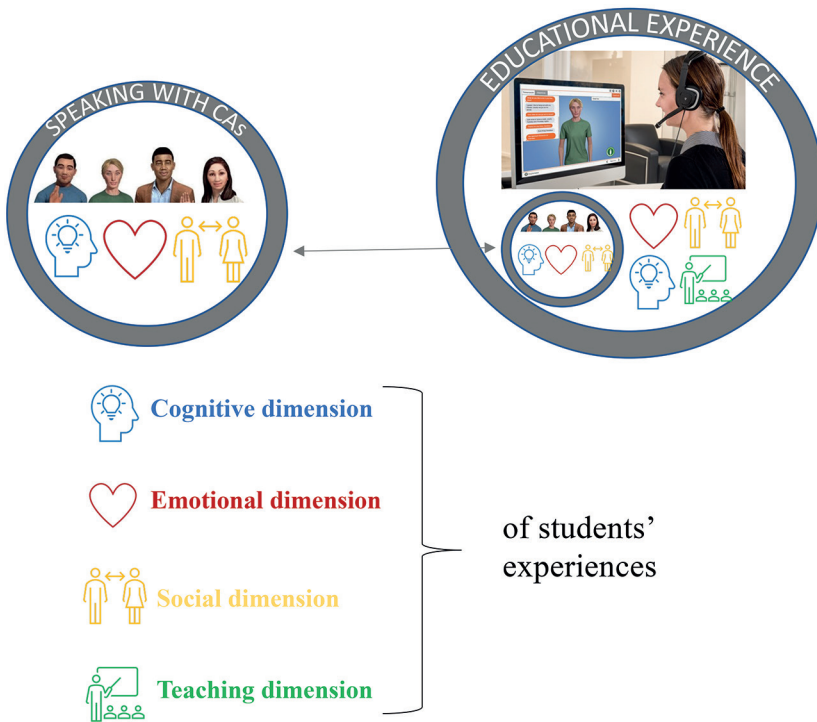 SPEAKING WITH CAs
EDUCATIONAL EXPERIENCE
Cognitive dimension
Emotional dimension
Social dimension
Teaching dimension
of students’
experiences